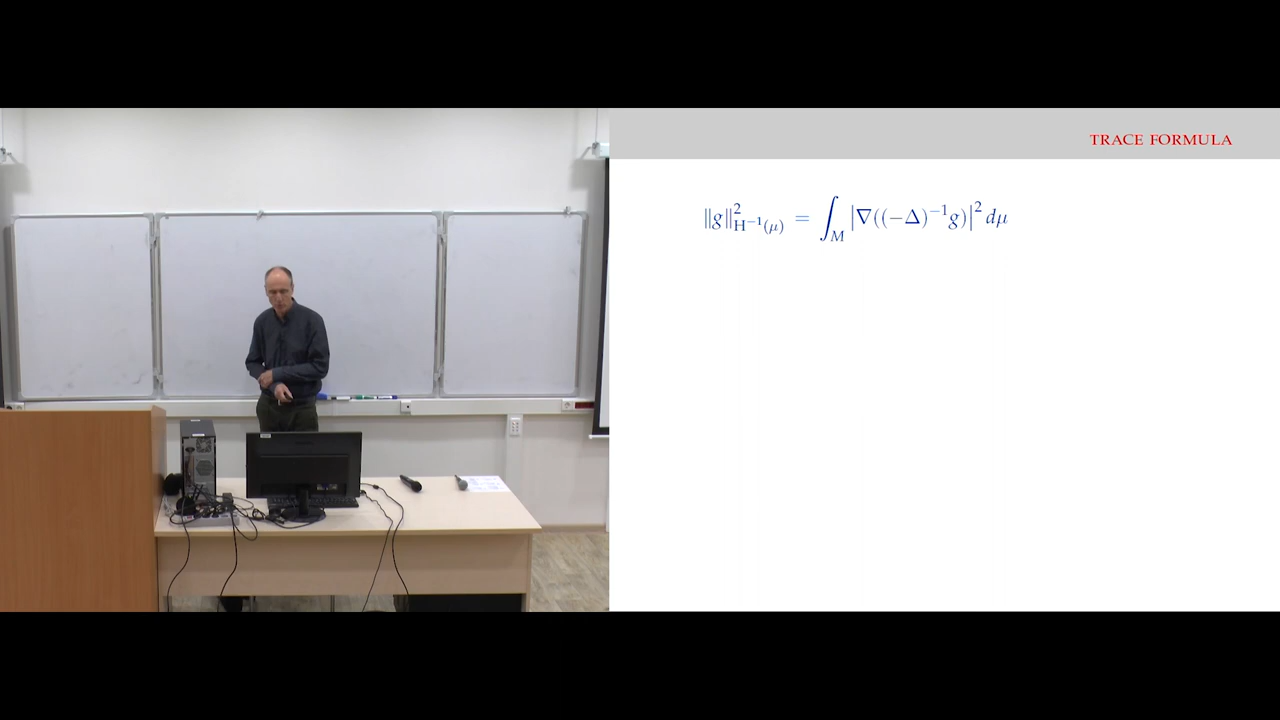 TRACE FORMULA
‖g‖²_{H⁻¹(μ)} = ∫_M |∇((−Δ)⁻¹g)|² dμ